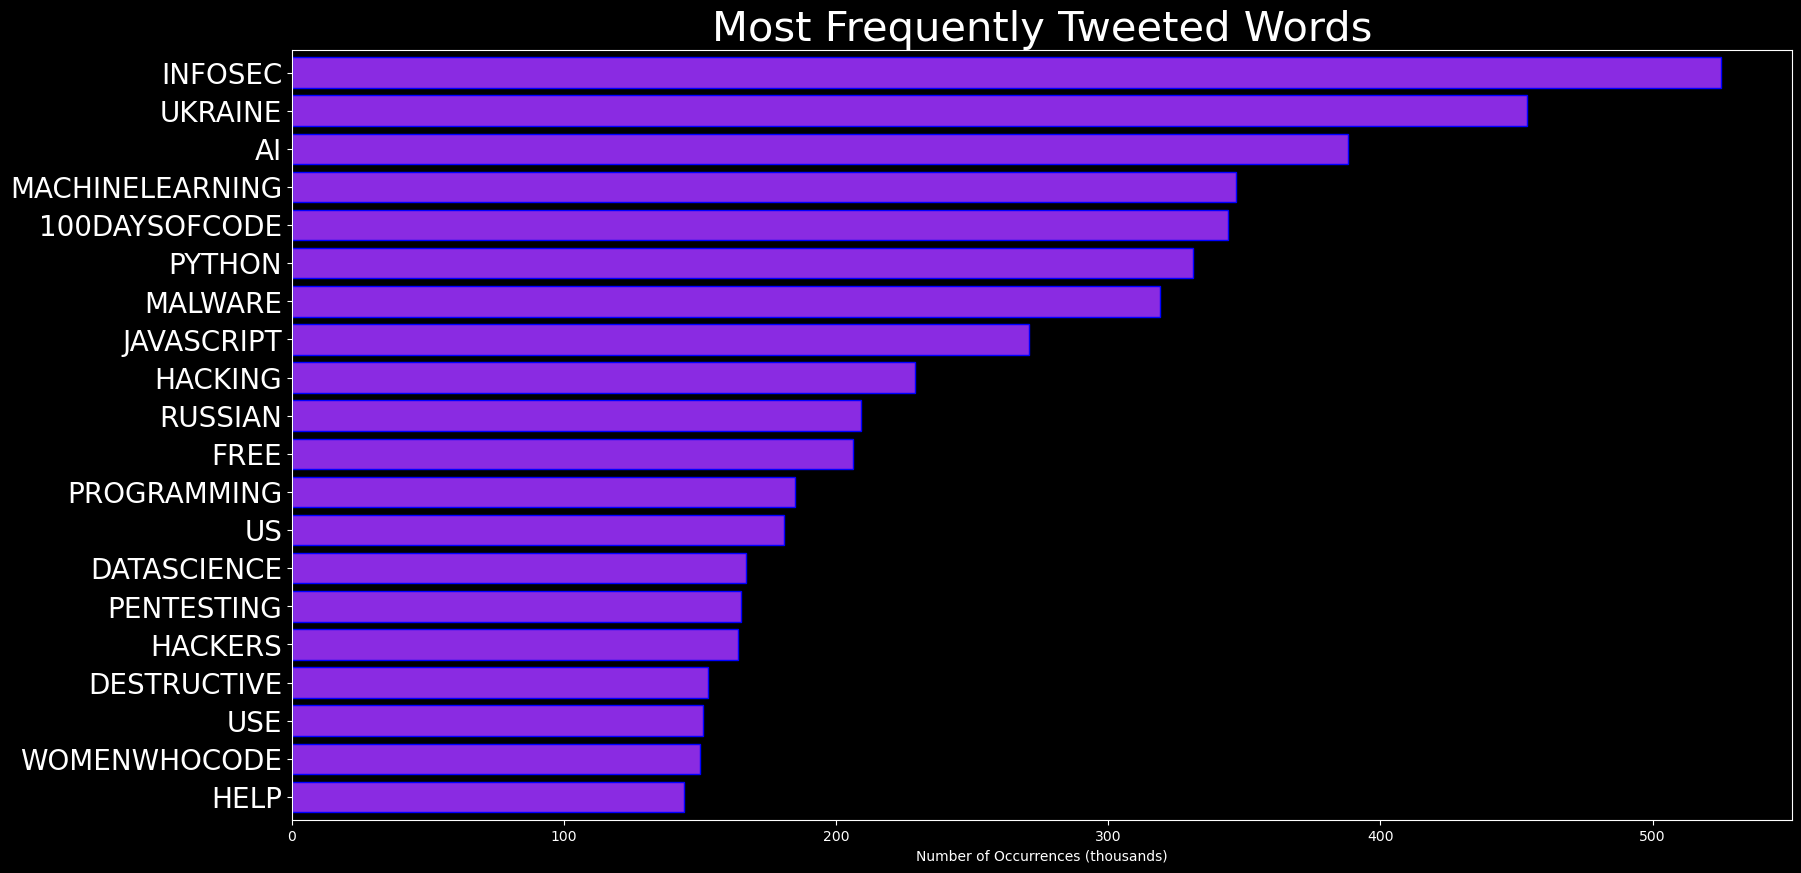 Most Frequently Tweeted Words
INFOSEC
UKRAINE
AI
MACHINELEARNING
100DAYSOFCODE
PYTHON
MALWARE
JAVASCRIPT
HACKING
RUSSIAN
FREE
PROGRAMMING
US
DATASCIENCE
PENTESTING
HACKERS
DESTRUCTIVE
USE
WOMENWHOCODE
HELP
0 100 200 300 400 500
Number of Occurrences (thousands)